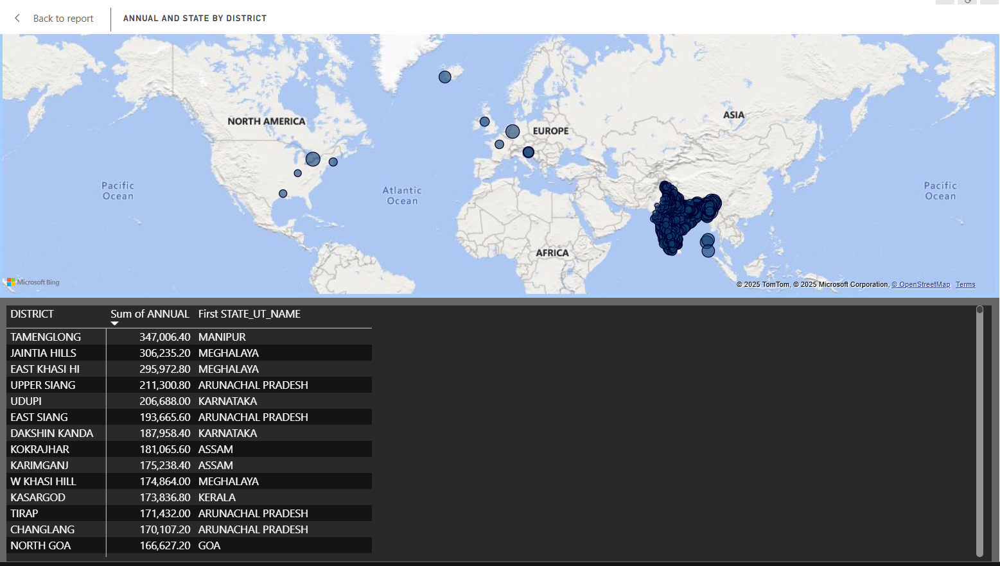 Back to report
ANNUAL AND STATE BY DISTRICT
NORTH AMERICA
ASIA
EUROPE
Pacific
Ocean
Atlantic
Ocean
Pacific
Ocean
AFRICA
Microsoft Bing
© 2025 TomTom, © 2025 Microsoft Corporation, © OpenStreetMap Terms
DISTRICT Sum of ANNUAL First STATE_UT_NAME
TAMENGLONG 347,006.40 MANIPUR
JAINTIA HILLS 306,235.20 MEGHALAYA
EAST KHASI HI 295,972.80 MEGHALAYA
UPPER SIANG 211,300.80 ARUNACHAL PRADESH
UDUPI 206,688.00 KARNATAKA
EAST SIANG 193,665.60 ARUNACHAL PRADESH
DAKSHIN KANDA 187,958.40 KARNATAKA
KOKRAJHAR 181,065.60 ASSAM
KARIMGANJ 175,238.40 ASSAM
W KHASI HILL 174,864.00 MEGHALAYA
KASARGOD 173,836.80 KERALA
TIRAP 171,432.00 ARUNACHAL PRADESH
CHANGLANG 170,107.20 ARUNACHAL PRADESH
NORTH GOA 166,627.20 GOA